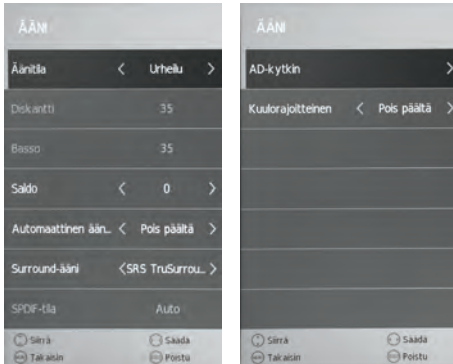 ÄÄNI
Äänitila < Urheilu >
Diskantti 35
Basso 35
Saldo < 0 >
Automaattinen ään... < Pois päältä >
Surround-ääni <SRS TruSurrou... >
SPDIF-tila Auto
Siirrä Säädä
Takaisin Poistu
ÄÄNI
AD-kytkin >
Kuulorajoitteinen < Pois päältä >
Siirrä Säädä
Takaisin Poistu